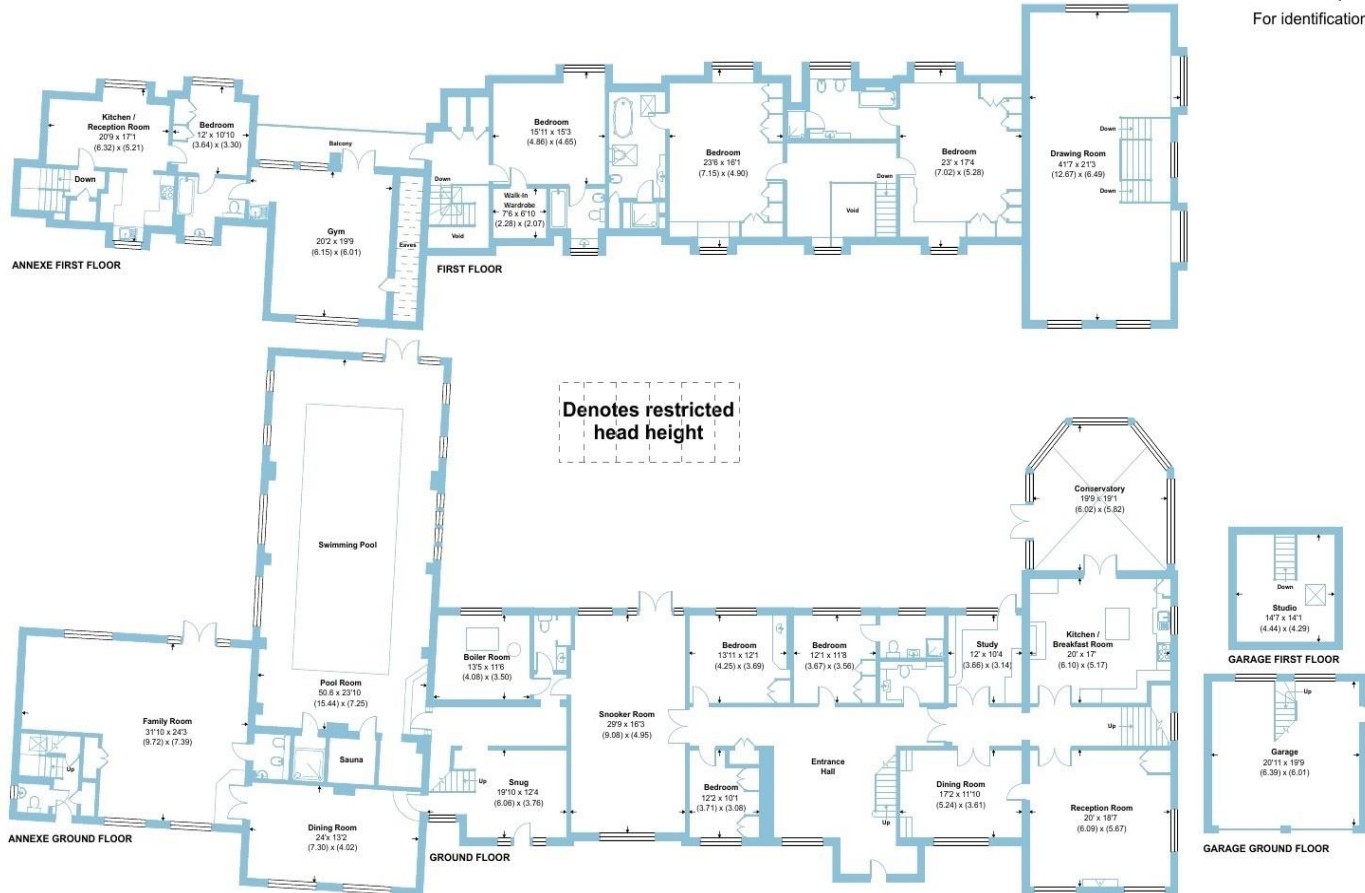 For identification
Kitchen /
Reception Room
20'9 x 17'1
(6.32) x (5.21)
Bedroom
12' x 10'10
(3.64) x (3.30)
Down
Balcony
Gym
20'2 x 19'9
(6.15) x (6.01)
Eaves
ANNEXE FIRST FLOOR
Bedroom
15'11 x 15'3
(4.86) x (4.65)
Down
Void
Walk-In
Wardrobe
7'6 x 6'10
(2.28) x (2.07)
Bedroom
23'6 x 16'1
(7.15) x (4.90)
Down
Void
Bedroom
23' x 17'4
(7.02) x (5.28)
Drawing Room
41'7 x 21'3
(12.67) x (6.49)
Down
Down
FIRST FLOOR
Denotes restricted
head height
Swimming Pool
Pool Room
50.6 x 23'10
(15.44) x (7.25)
Sauna
Family Room
31'10 x 24'3
(9.72) x (7.39)
Up
Dining Room
24'x 13'2
(7.30) x (4.02)
ANNEXE GROUND FLOOR
Boiler Room
13'5 x 11'6
(4.08) x (3.50)
Snug
19'10 x 12'4
(6.06) x (3.76)
Up
Snooker Room
29'9 x 16'3
(9.08) x (4.95)
Bedroom
13'11 x 12'1
(4.25) x (3.69)
Bedroom
12'1 x 11'8
(3.67) x (3.56)
Study
12' x 10'4
(3.66) x (3.14)
Bedroom
12'2 x 10'1
(3.71) x (3.08)
Entrance
Hall
Up
Dining Room
17'2 x 11'10
(5.24) x (3.61)
Conservatory
19'9 x 19'1
(6.02) x (5.82)
Kitchen /
Breakfast Room
20' x 17'
(6.10) x (5.17)
Up
Reception Room
20' x 18'7
(6.09) x (5.67)
GROUND FLOOR
Down
Studio
14'7 x 14'1
(4.44) x (4.29)
GARAGE FIRST FLOOR
Up
Garage
20'11 x 19'9
(6.39) x (6.01)
GARAGE GROUND FLOOR